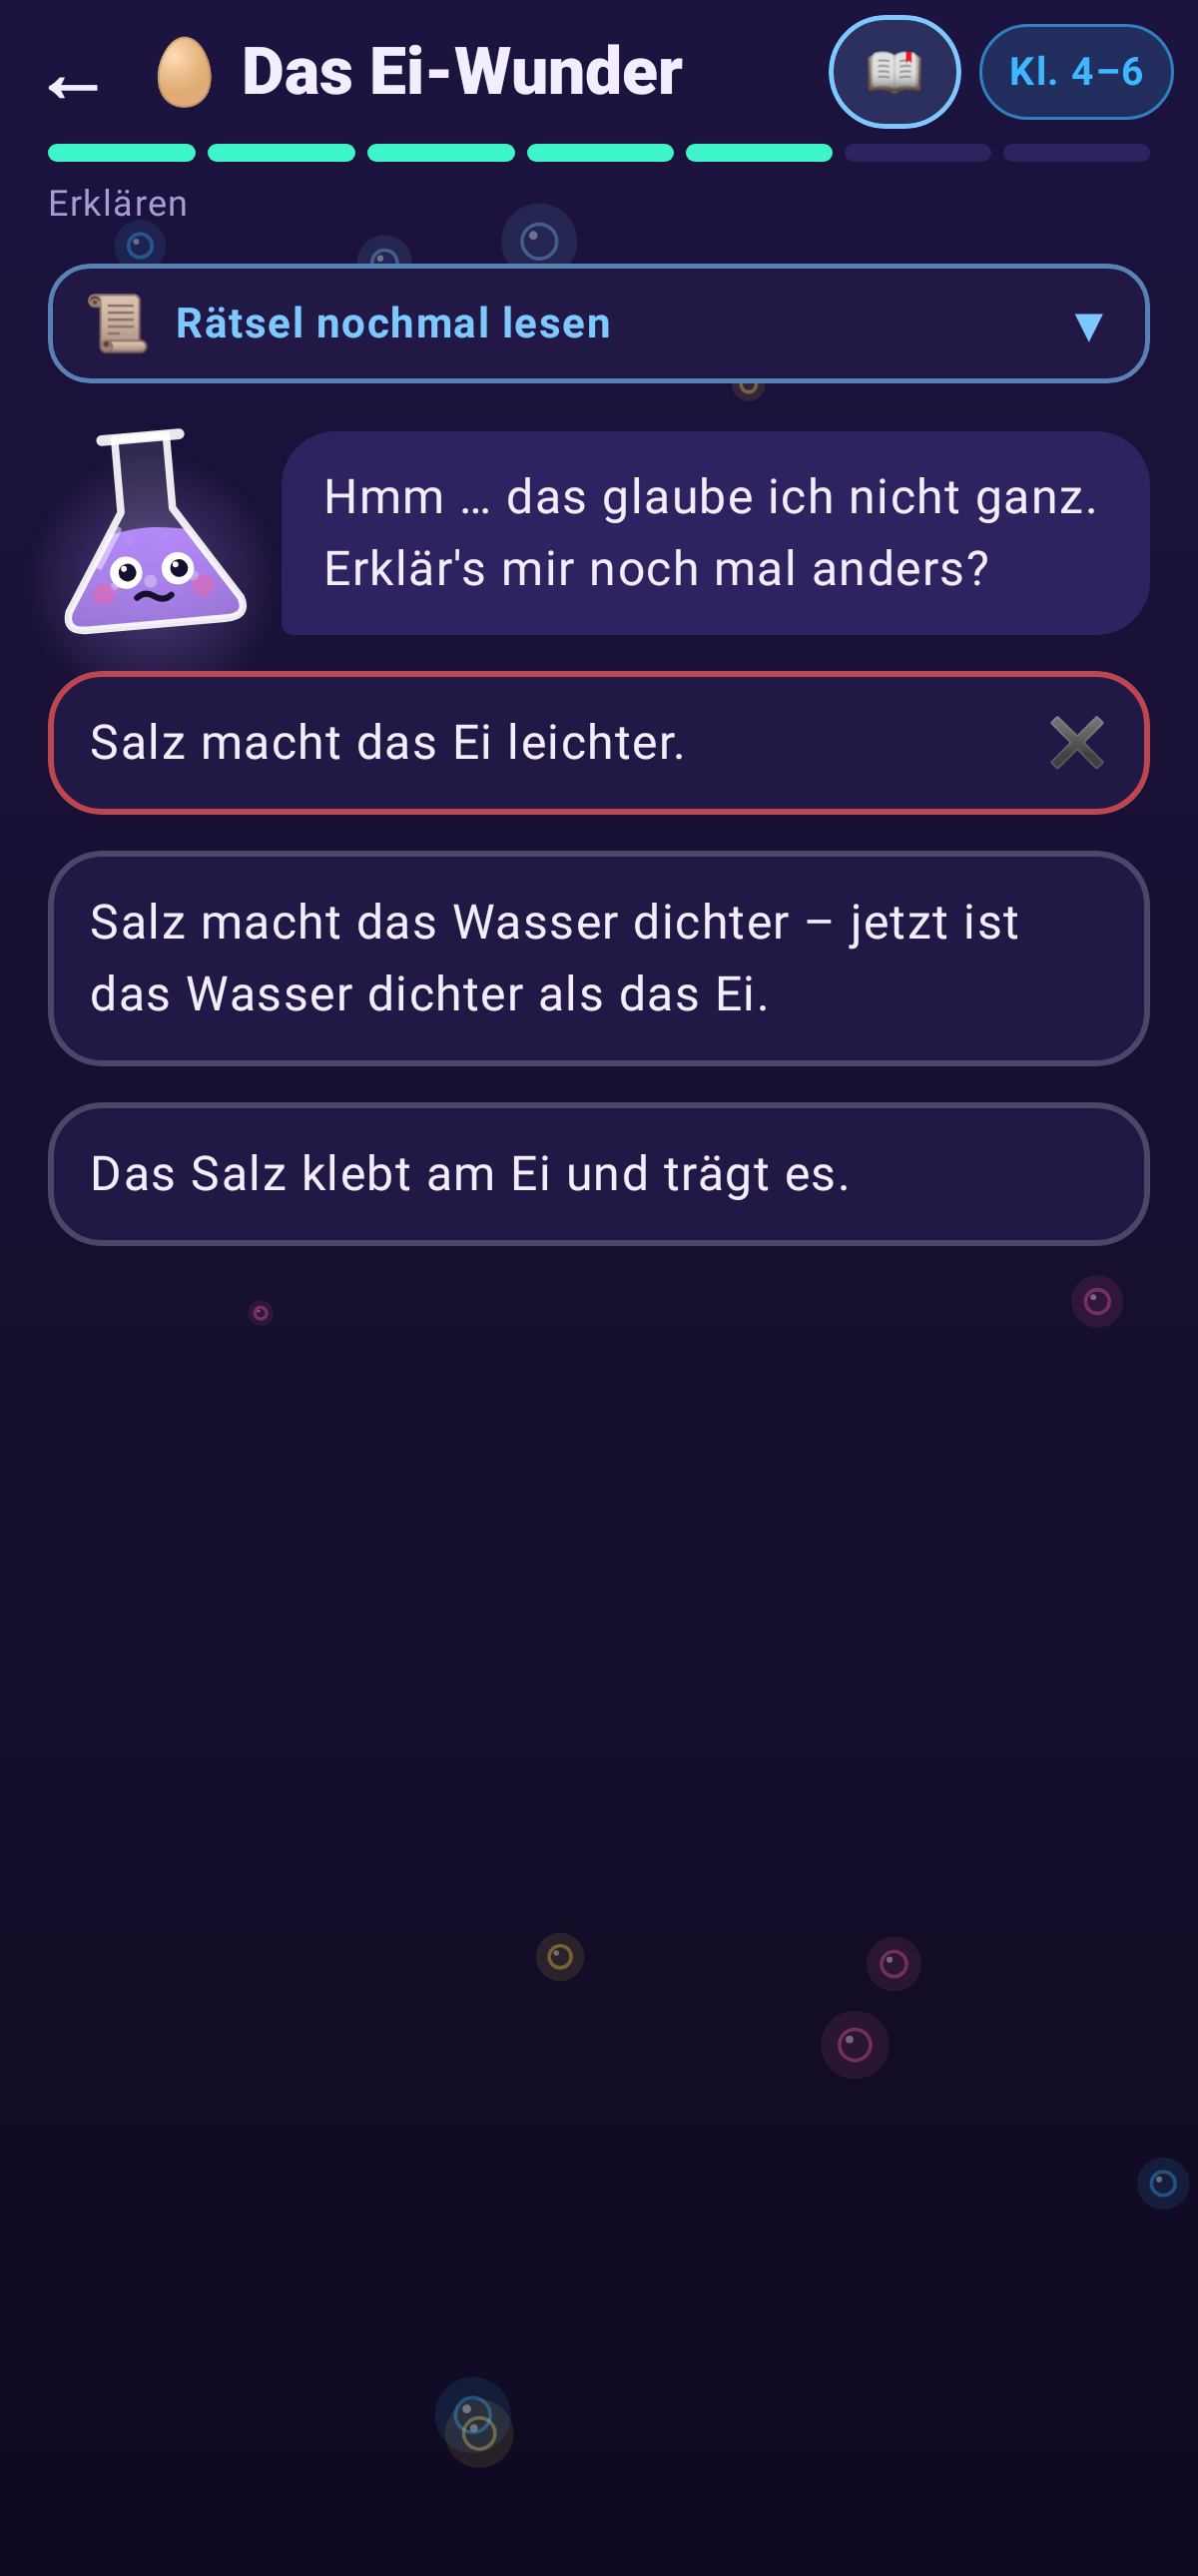 Das Ei-Wunder
Kl. 4–6
Erklären
Rätsel nochmal lesen
Hmm … das glaube ich nicht ganz.
Erklär's mir noch mal anders?
Salz macht das Ei leichter.
Salz macht das Wasser dichter – jetzt ist
das Wasser dichter als das Ei.
Das Salz klebt am Ei und trägt es.